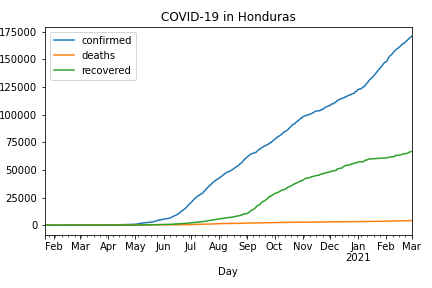 COVID-19 in Honduras
confirmed
deaths
recovered
175000
150000
125000
100000
75000
50000
25000
0
Feb Mar Apr May Jun Jul Aug Sep Oct Nov Dec Jan Feb Mar
2021
Day